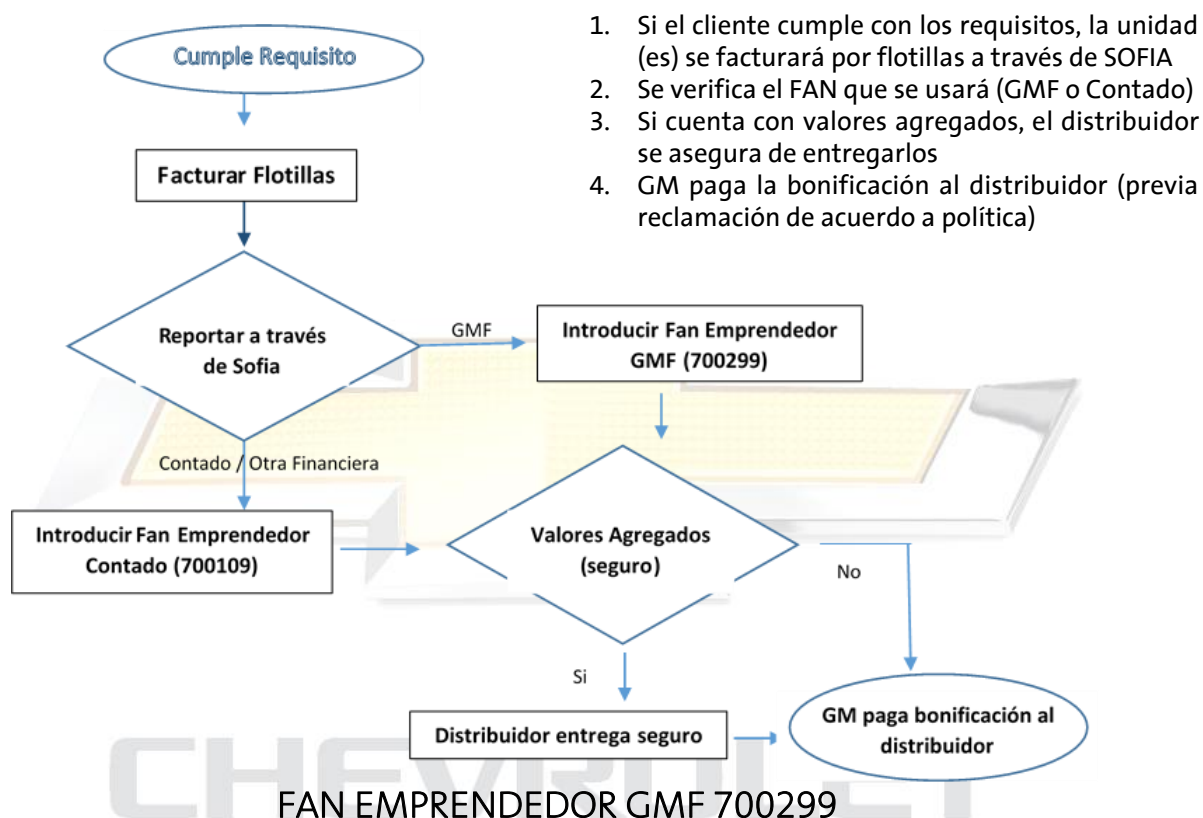 Cumple Requisito
1. Si el cliente cumple con los requisitos, la unidad
(es) se facturará por flotillas a través de SOFIA
2. Se verifica el FAN que se usará (GMF o Contado)
3. Si cuenta con valores agregados, el distribuidor
se asegura de entregarlos
4. GM paga la bonificación al distribuidor (previa
reclamación de acuerdo a política)
Facturar Flotillas
Reportar a través
de Sofia
GMF
Introducir Fan Emprendedor
GMF (700299)
Contado / Otra Financiera
Introducir Fan Emprendedor
Contado (700109)
Valores Agregados
(seguro)
No
Si
Distribuidor entrega seguro
GM paga bonificación al
distribuidor
CHEVROLET
FAN EMPRENDEDOR GMF 700299